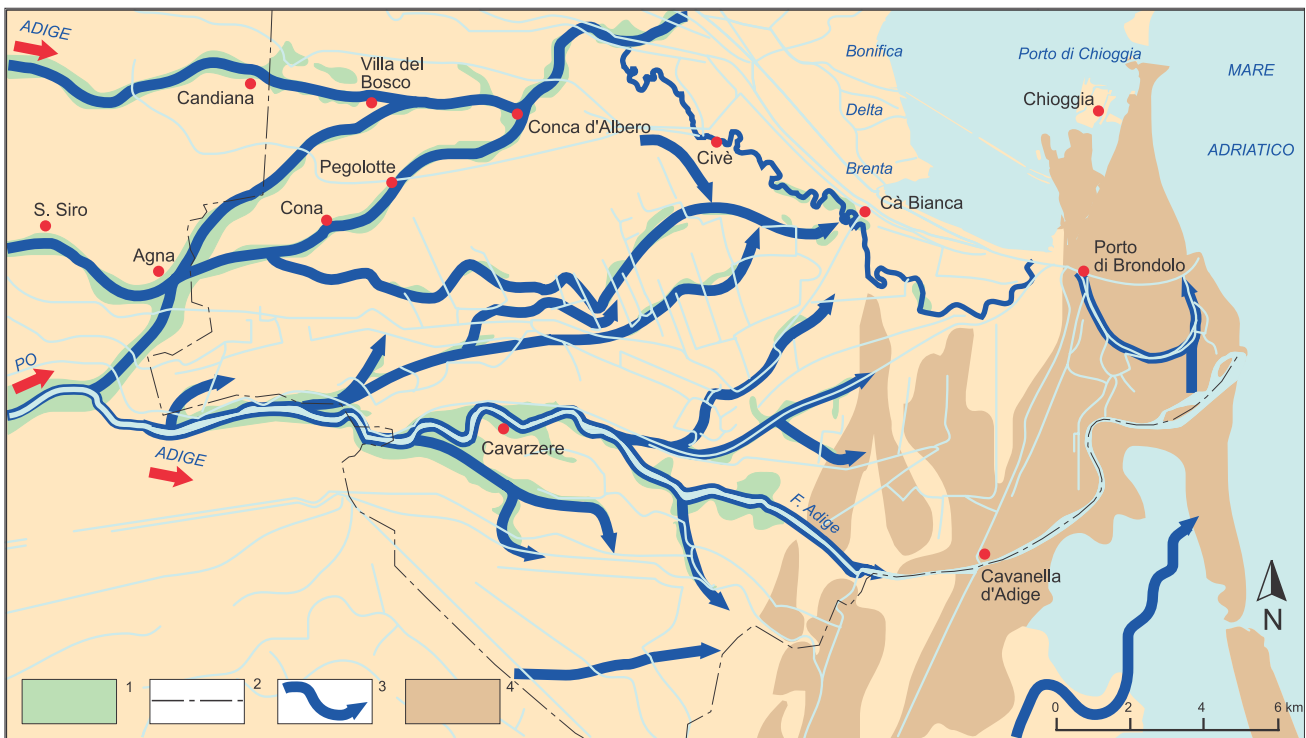 ADIGE
Candiana
Villa del
Bosco
Conca d'Albero
Pegolotte
Cona
S. Siro
Agna
PO
ADIGE
Cavarzere
Civè
Cà Bianca
Bonifica
Delta
Brenta
Porto di Chioggia
Chioggia
MARE
ADRIATICO
Porto
di Brondolo
F. Adige
Cavanella
d'Adige
N
1
2
3
4
0 2 4 6 km